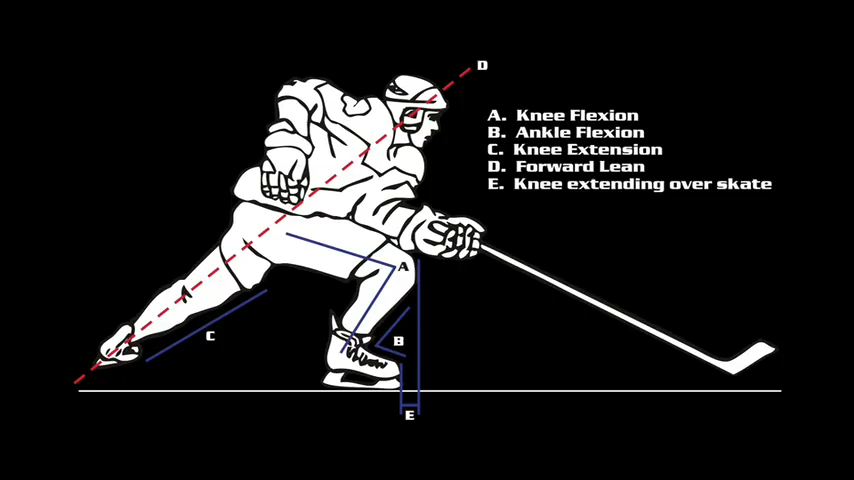 D
A. Knee Flexion
B. Ankle Flexion
C. Knee Extension
D. Forward Lean
E. Knee extending over skate
A
C
B
E